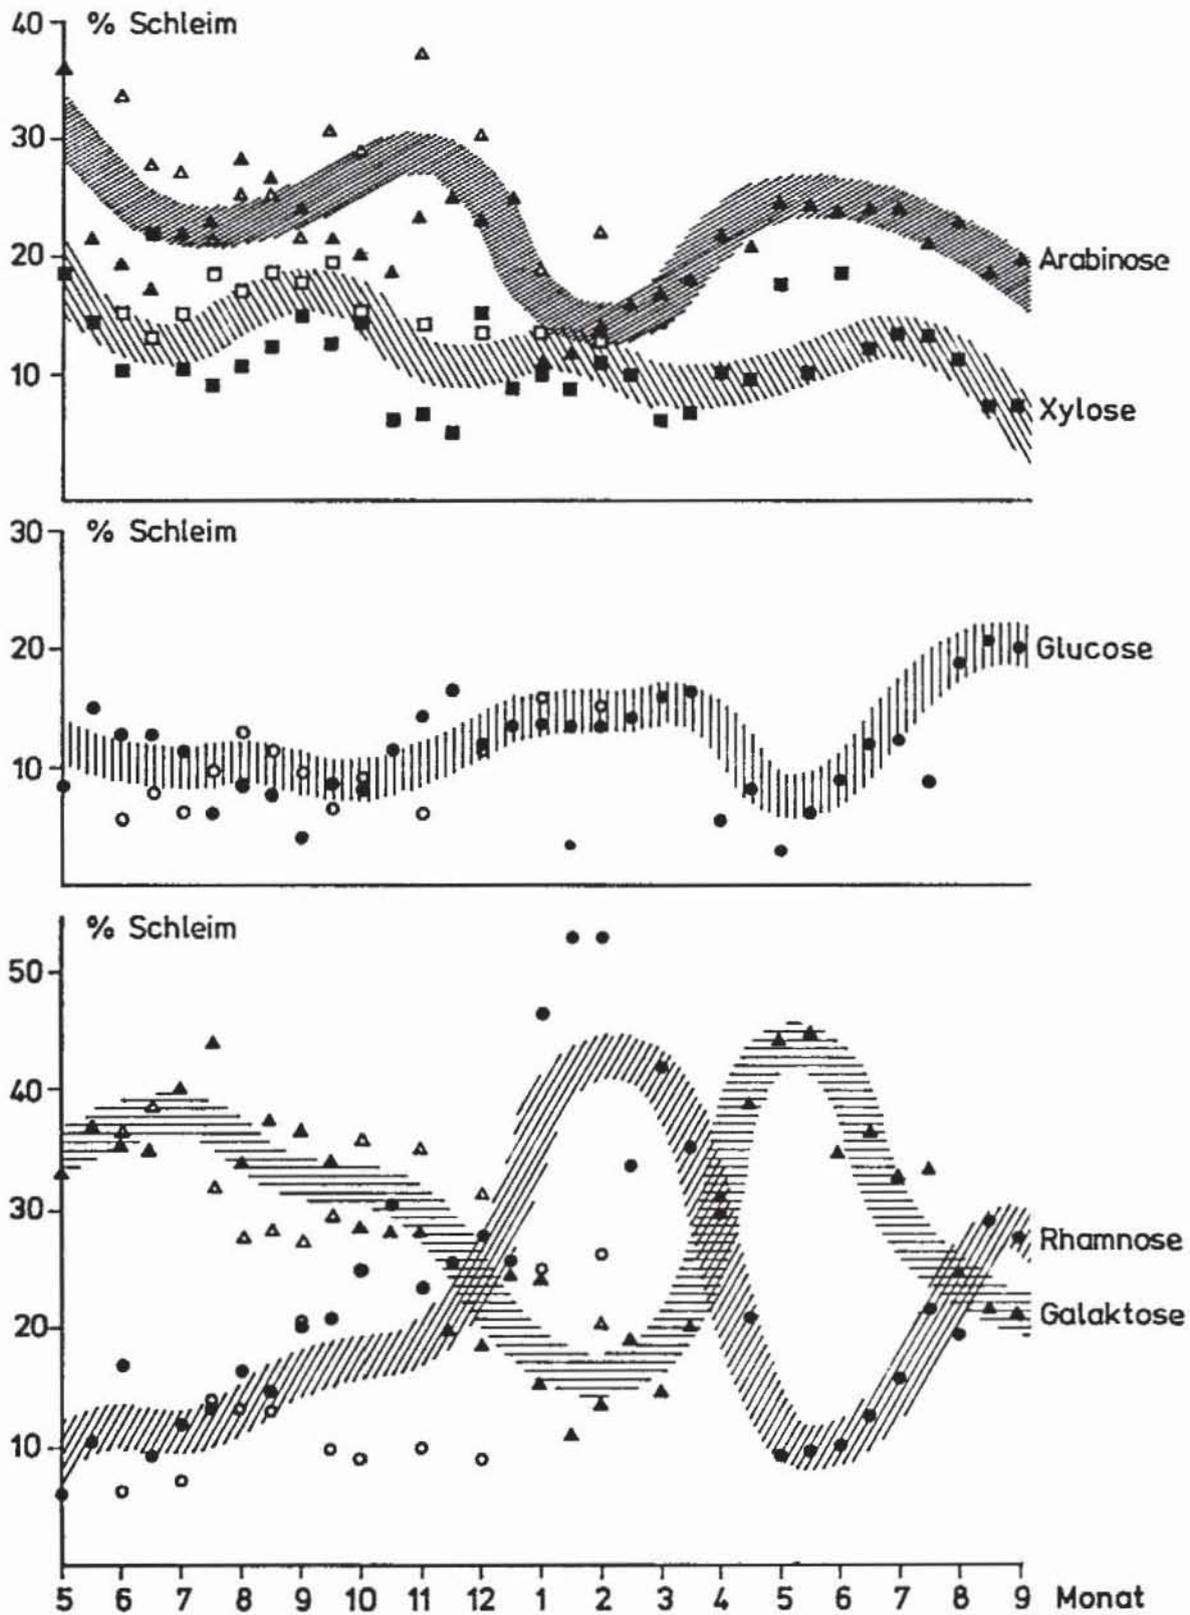 40 % Schleim
30
20
10
Arabinose
Xylose
30 % Schleim
20
10
Glucose
% Schleim
50
40
30
20
10
Rhamnose
Galaktose
5 6 7 8 9 10 11 12 1 2 3 4 5 6 7 8 9 Monat